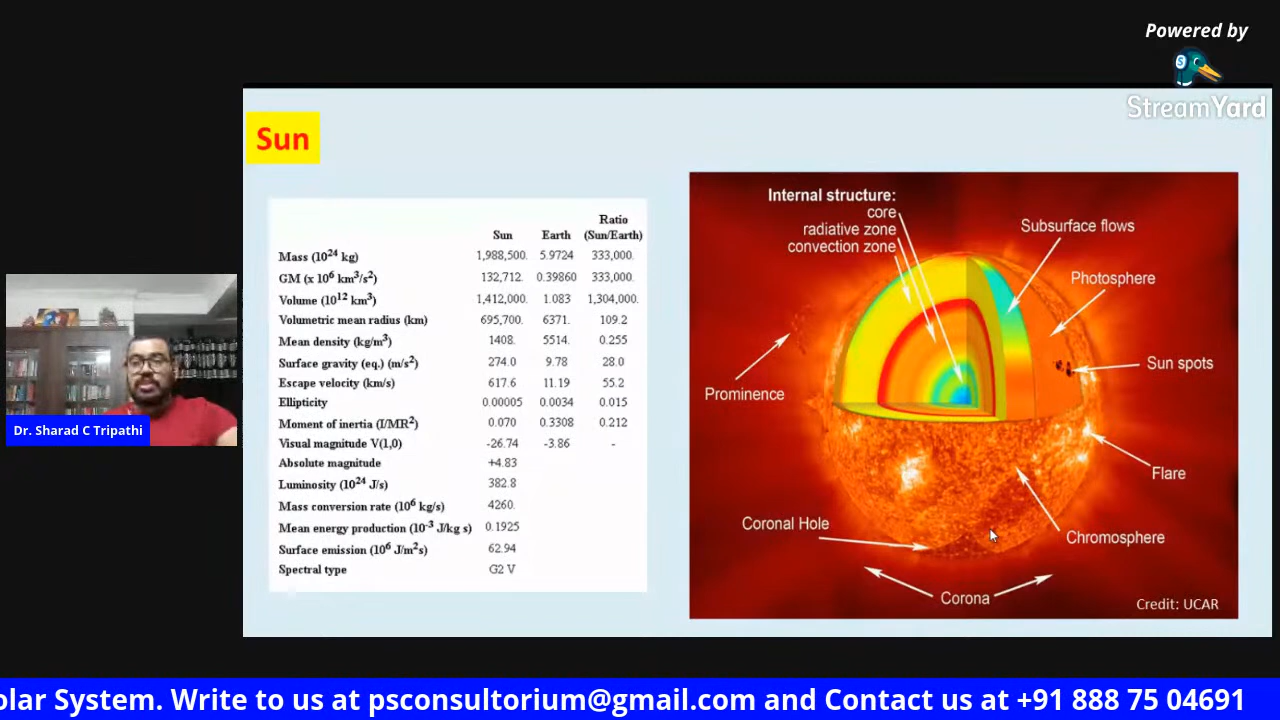 Powered by
StreamYard
Sun
Ratio
Sun Earth (Sun/Earth)
Mass (10²⁴ kg) 1,988,500. 5.9724 333,000.
GM (x 10⁶ km³/s²) 132,712. 0.39860 333,000.
Volume (10¹² km³) 1,412,000. 1.083 1,304,000.
Volumetric mean radius (km) 695,700. 6371. 109.2
Mean density (kg/m³) 1408. 5514. 0.255
Surface gravity (eq.) (m/s²) 274.0 9.78 28.0
Escape velocity (km/s) 617.6 11.19 55.2
Ellipticity 0.00005 0.0034 0.015
Moment of inertia (I/MR²) 0.070 0.3308 0.212
Visual magnitude V(1,0) -26.74 -3.86 -
Absolute magnitude +4.83
Luminosity (10²⁴ J/s) 382.8
Mass conversion rate (10⁶ kg/s) 4260.
Mean energy production (10⁻³ J/kg s) 0.1925
Surface emission (10⁶ J/m²s) 62.94
Spectral type G2 V
Internal structure:
core
radiative zone
convection zone
Subsurface flows
Photosphere
Sun spots
Prominence
Flare
Coronal Hole
Chromosphere
Corona
Credit: UCAR
Dr. Sharad C Tripathi
olar System. Write to us at psconsultorium@gmail.com and Contact us at +91 888 75 04691